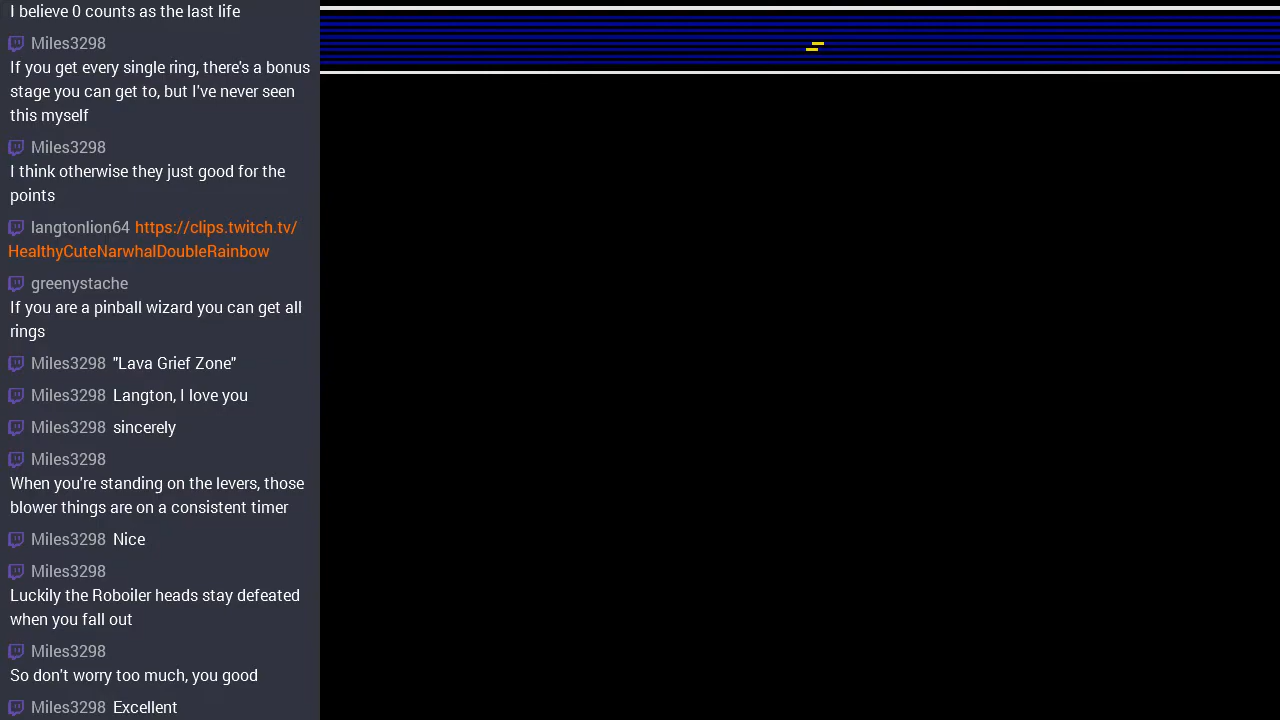 I believe 0 counts as the last life
Miles3298
If you get every single ring, there's a bonus
stage you can get to, but I've never seen
this myself
Miles3298
I think otherwise they just good for the
points
langtonlion64 https://clips.twitch.tv/
HealthyCuteNarwhalDoubleRainbow
greenystache
If you are a pinball wizard you can get all
rings
Miles3298 "Lava Grief Zone"
Miles3298 Langton, I love you
Miles3298 sincerely
Miles3298
When you're standing on the levers, those
blower things are on a consistent timer
Miles3298 Nice
Miles3298
Luckily the Roboiler heads stay defeated
when you fall out
Miles3298
So don't worry too much, you good
Miles3298 Excellent